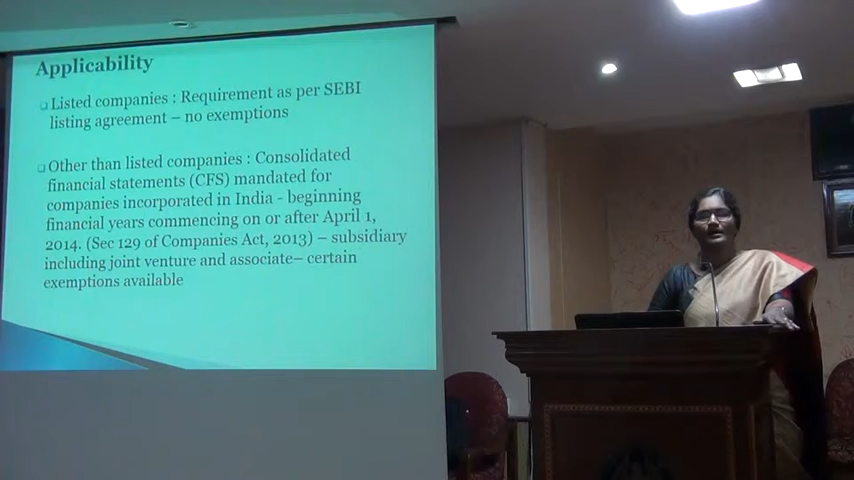 Applicability
Listed companies : Requirement as per SEBI
listing agreement – no exemptions
Other than listed companies : Consolidated
financial statements (CFS) mandated for
companies incorporated in India - beginning
financial years commencing on or after April 1,
2014. (Sec 129 of Companies Act, 2013) – subsidiary
including joint venture and associate– certain
exemptions available